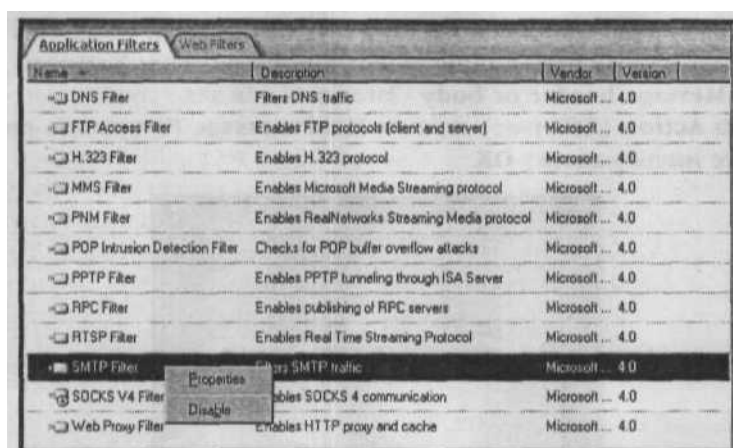 Application Filters Web Filters
Name Description Vendor Version
DNS Filter Filters DNS traffic Microsoft ... 4.0
FTP Access Filter Enables FTP protocols (client and server) Microsoft ... 4.0
H.323 Filter Enables H.323 protocol Microsoft ... 4.0
MMS Filter Enables Microsoft Media Streaming protocol Microsoft ... 4.0
PNM Filter Enables RealNetworks Streaming Media protocol Microsoft ... 4.0
POP Intrusion Detection Filter Checks for POP buffer overflow attacks Microsoft ... 4.0
PPTP Filter Enables PPTP tunneling through ISA Server Microsoft ... 4.0
RPC Filter Enables publishing of RPC servers Microsoft ... 4.0
RTSP Filter Enables Real Time Streaming Protocol Microsoft ... 4.0
SMTP Filter Filters SMTP traffic Microsoft ... 4.0
Properties
SOCKS V4 Filter ables SOCKS 4 communication Microsoft ... 4.0
Disable
Web Proxy Filter Enables HTTP proxy and cache Microsoft ... 4.0